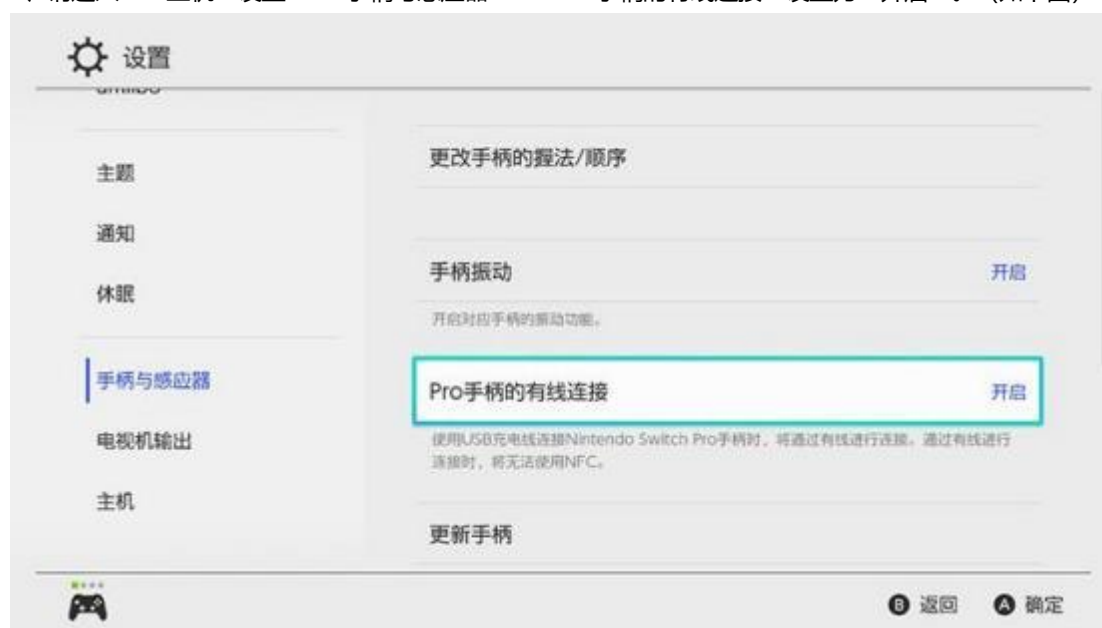 设置
主题
通知
休眠
手柄与感应器
电视机输出
主机
更改手柄的握法/顺序
手柄振动 开启
开启对应手柄的振动功能。
Pro手柄的有线连接 开启
使用USB充电线连接Nintendo Switch Pro手柄时，将通过有线进行连接。通过有线进行
连接时，将无法使用NFC。
更新手柄
B 返回 A 确定